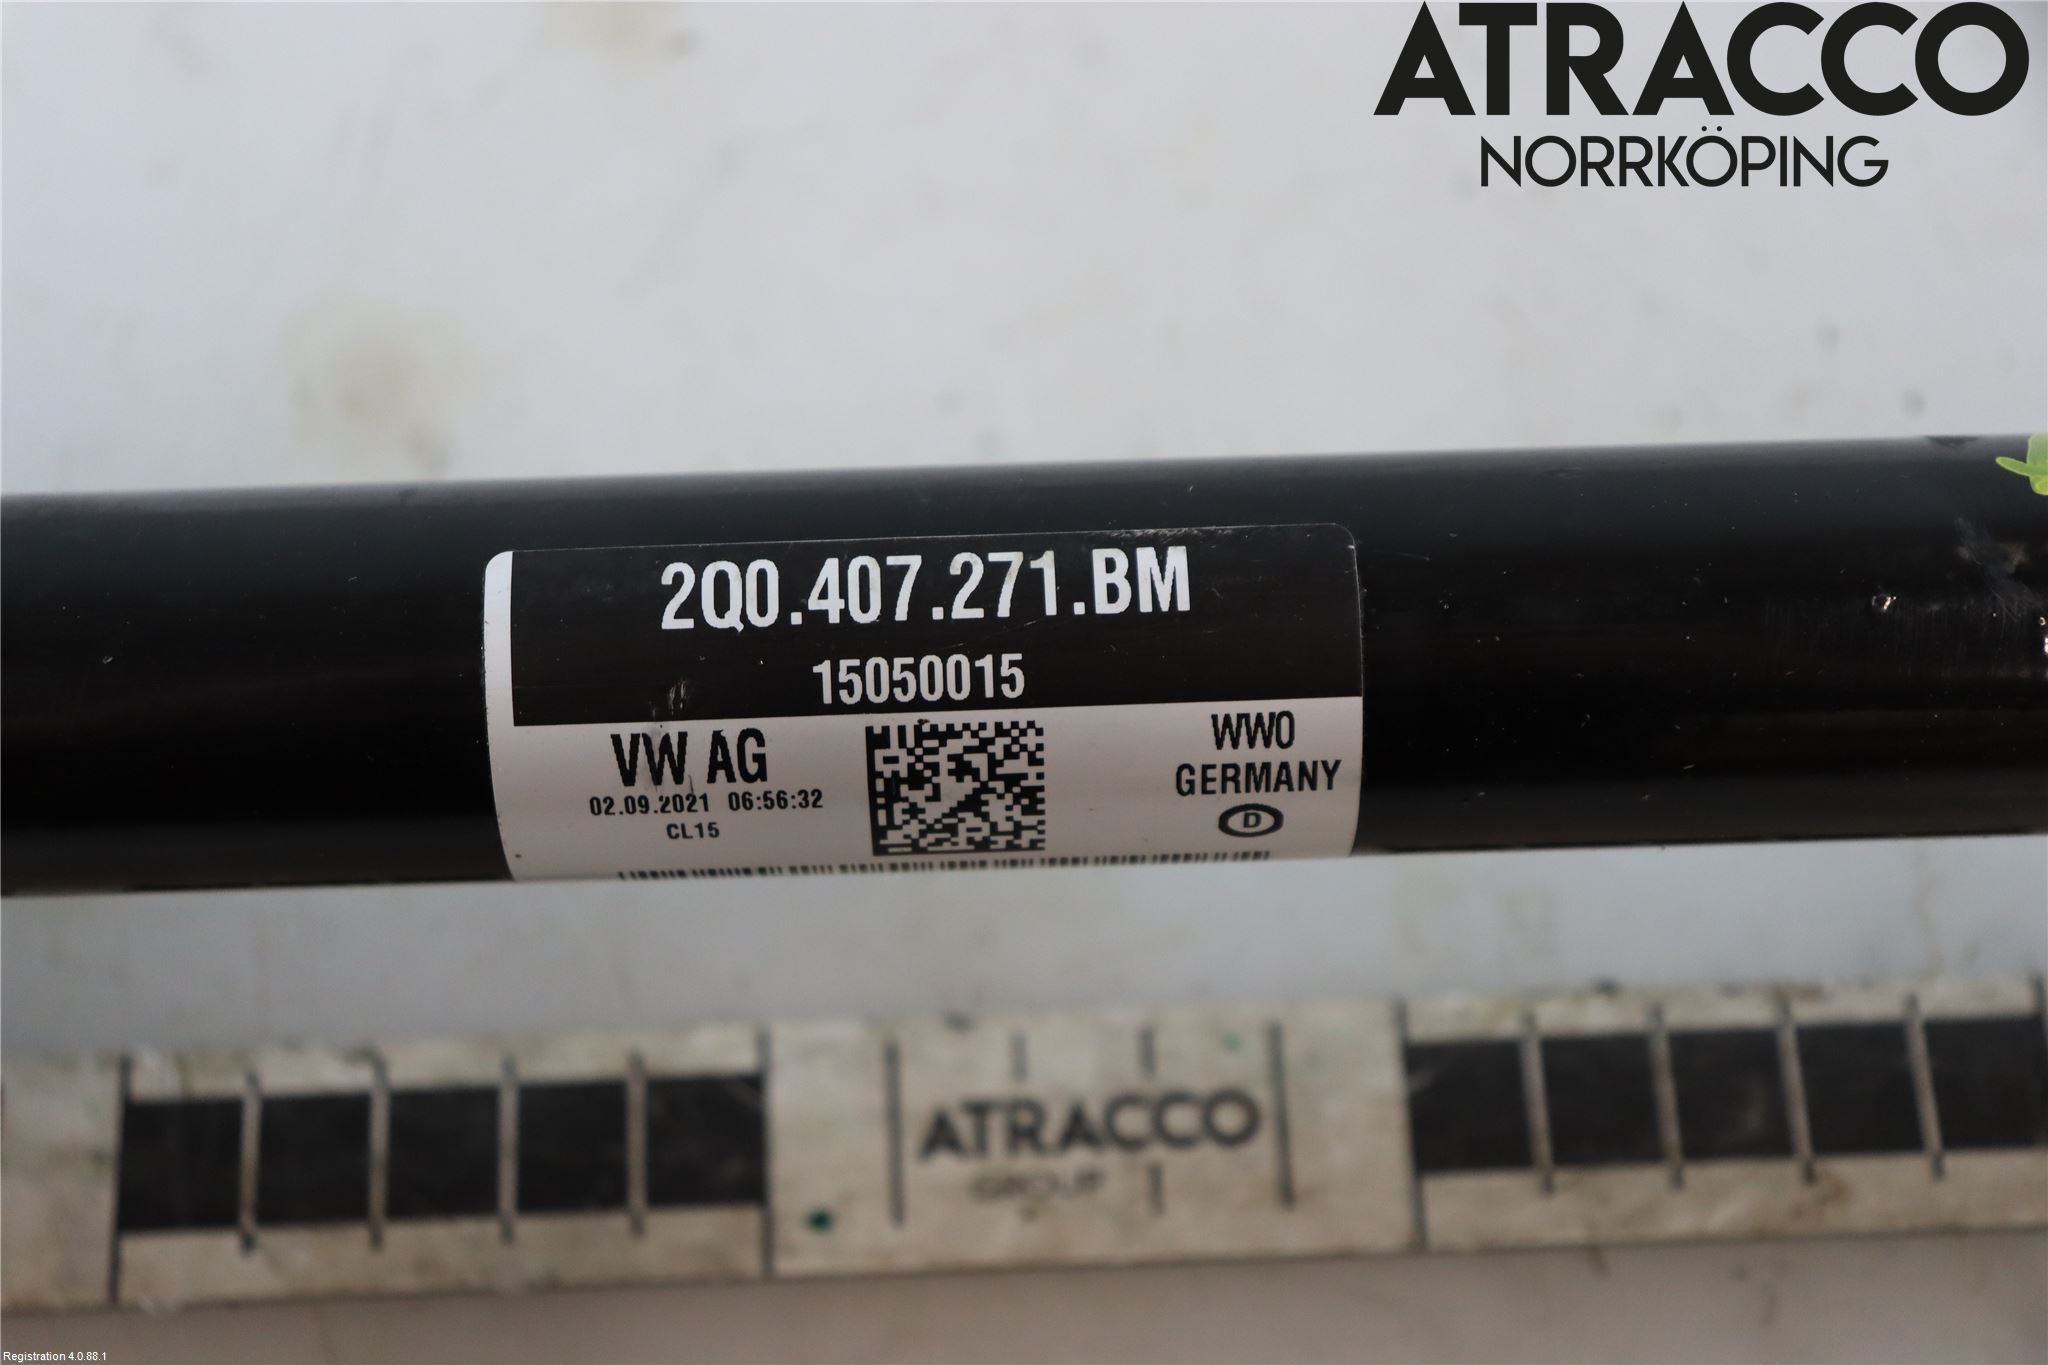 ATRACCO
NORRKÖPING
2Q0.407.271.BM
15050015
VW AG
02.09.2021 06:56:32
CL15
WW0
GERMANY
D
ATRACCO
GROUP
Registration 4.0.88.1